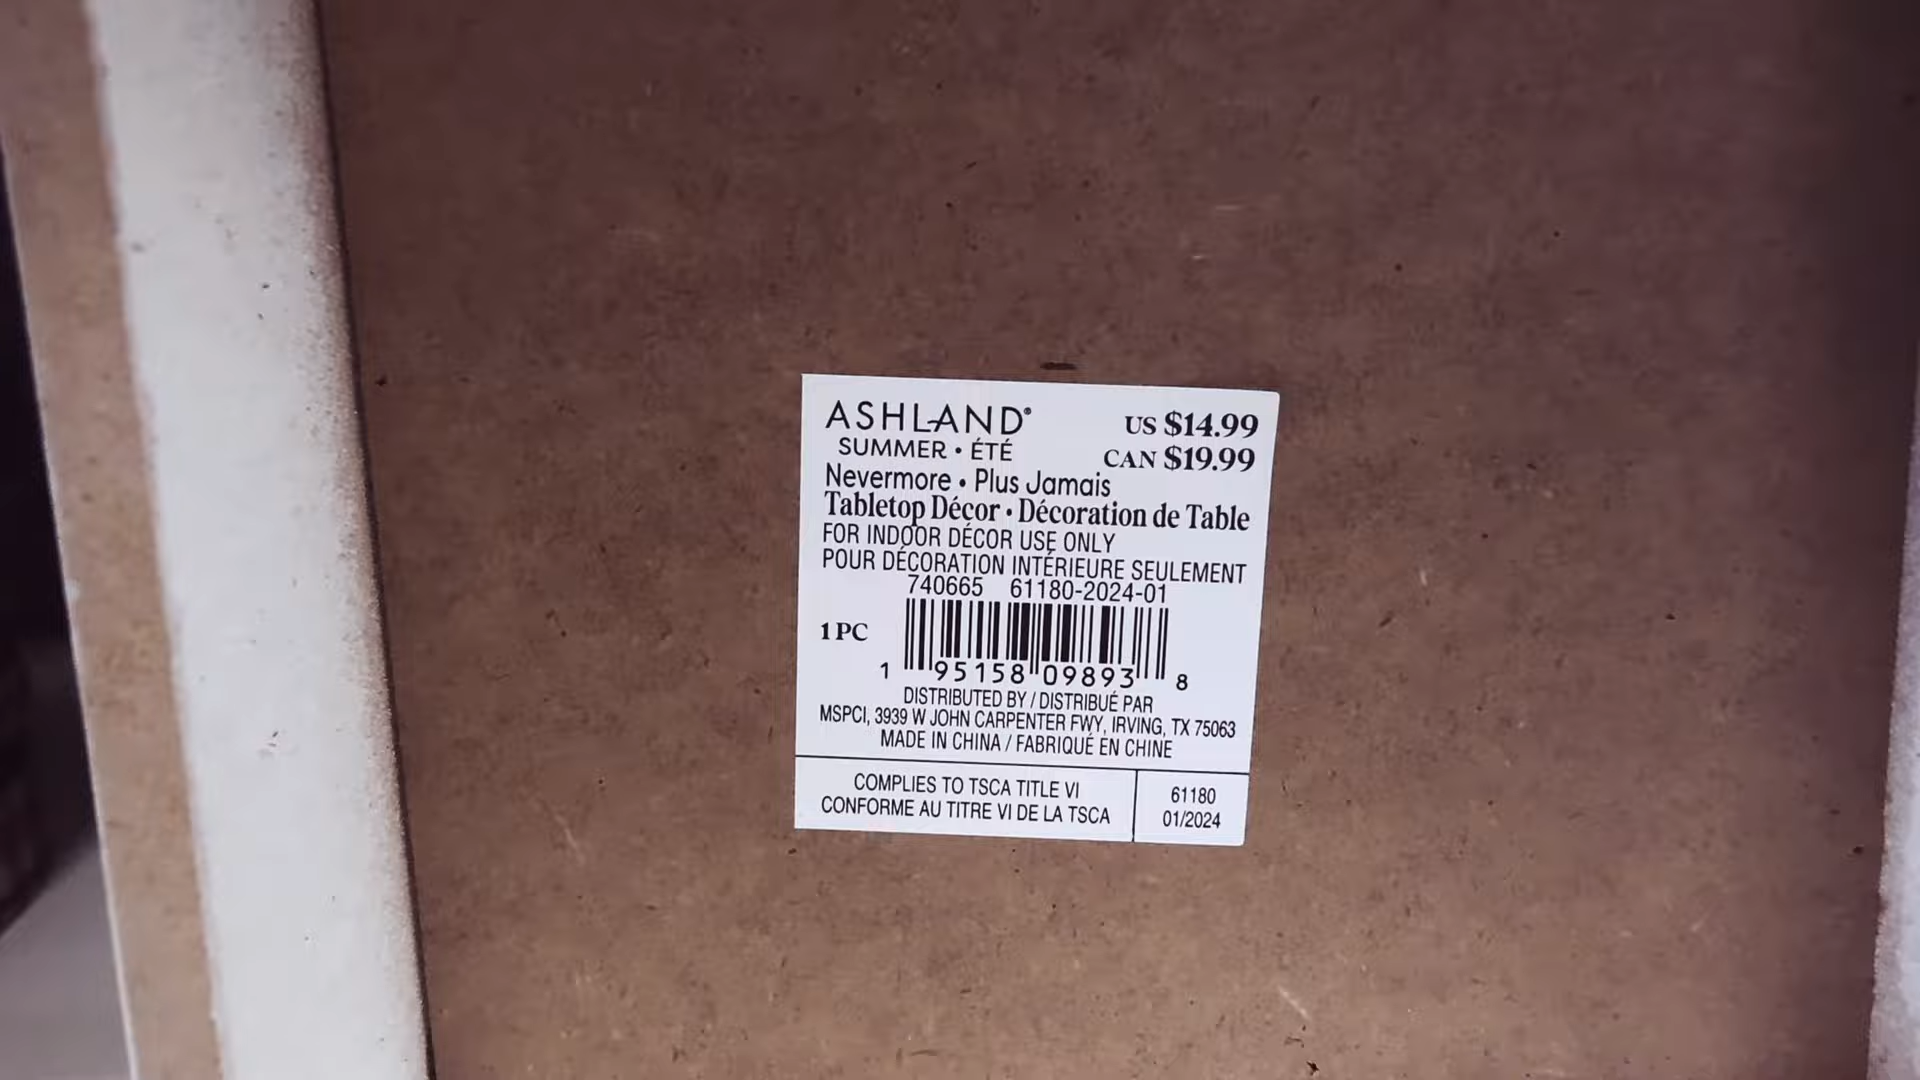 ASHLAND®
US $14.99
SUMMER • ÉTÉ
CAN $19.99
Nevermore • Plus Jamais
Tabletop Décor • Décoration de Table
FOR INDOOR DÉCOR USE ONLY
POUR DÉCORATION INTÉRIEURE SEULEMENT
740665 61180-2024-01
1 PC
1 95158 09893 8
DISTRIBUTED BY / DISTRIBUÉ PAR
MSPCI, 3939 W JOHN CARPENTER FWY, IRVING, TX 75063
MADE IN CHINA / FABRIQUÉ EN CHINE
COMPLIES TO TSCA TITLE VI
CONFORME AU TITRE VI DE LA TSCA
61180
01/2024